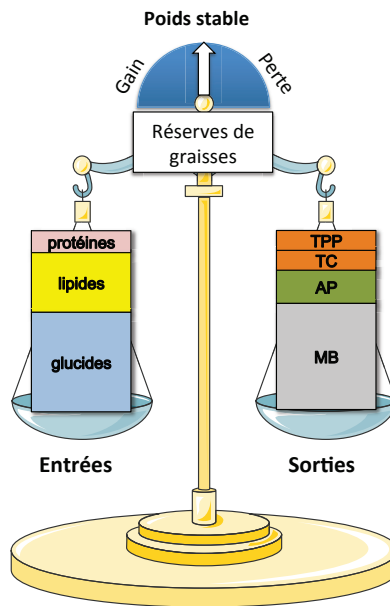 Poids stable
Gain
Perte
Réserves de
graisses
protéines
lipides
glucides
TPP
TC
AP
MB
Entrées
Sorties